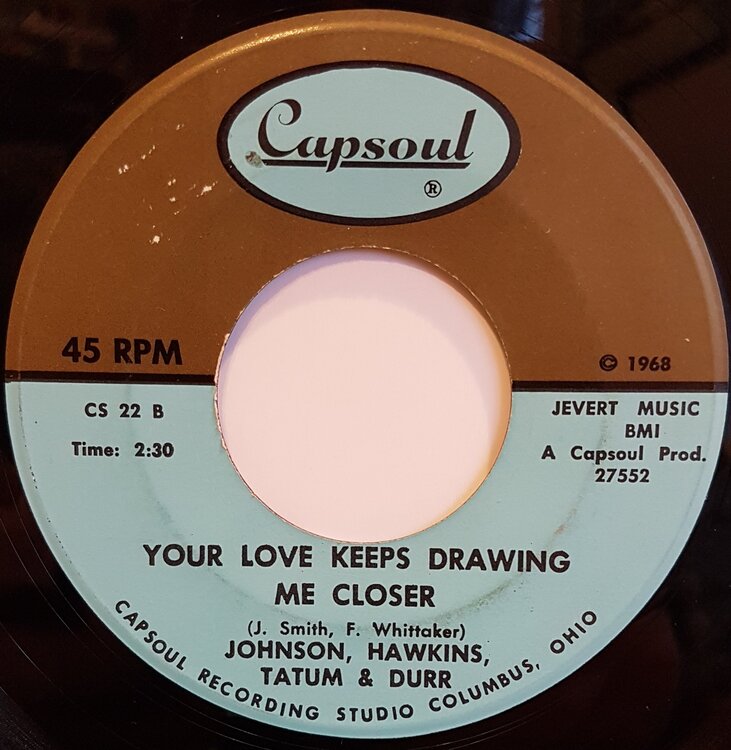 Capsoul
®
45 RPM
© 1968
CS 22 B
Time: 2:30
JEVERT MUSIC
BMI
A Capsoul Prod.
27552
YOUR LOVE KEEPS DRAWING
ME CLOSER
(J. Smith, F. Whittaker)
JOHNSON, HAWKINS,
TATUM & DURR
CAPSOUL RECORDING STUDIO COLUMBUS, OHIO